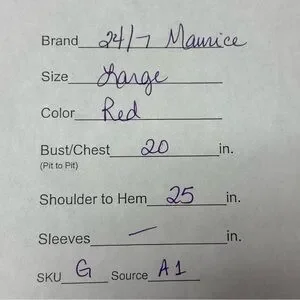 Brand 24/7 Maurice
Size Large
Color Red
Bust/Chest 20 in.
(Pit to Pit)
Shoulder to Hem 25 in.
Sleeves — in.
SKU G Source A1